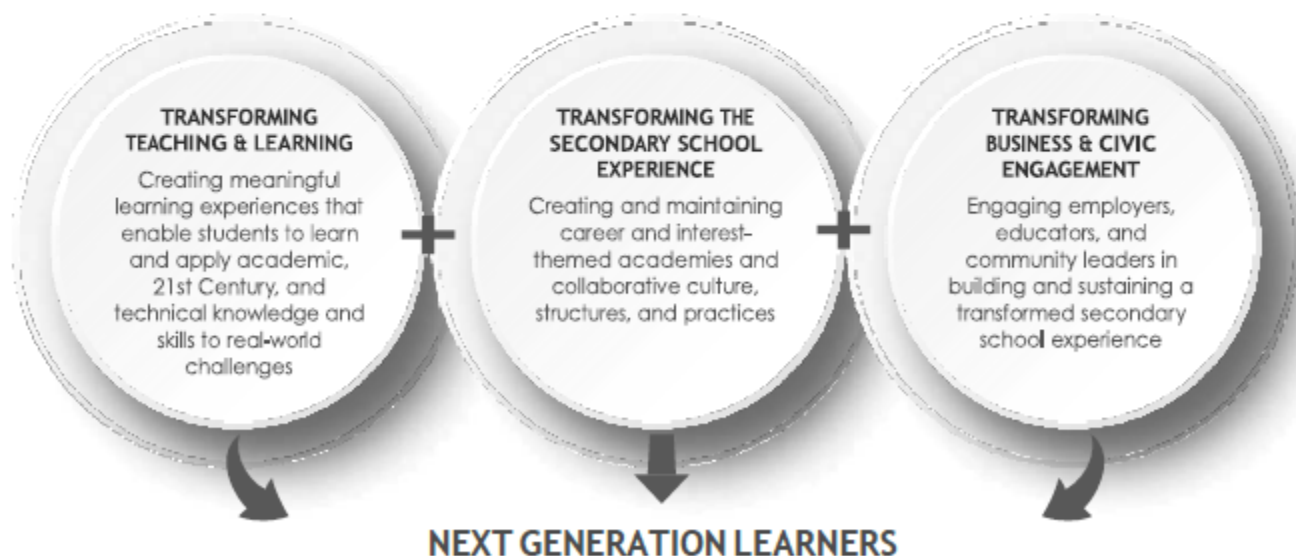 TRANSFORMING
TEACHING & LEARNING
Creating meaningful
learning experiences that
enable students to learn
and apply academic,
21st Century, and
technical knowledge and
skills to real-world
challenges
+
TRANSFORMING THE
SECONDARY SCHOOL
EXPERIENCE
Creating and maintaining
career and interest-
themed academies and
collaborative culture,
structures, and practices
+
TRANSFORMING
BUSINESS & CIVIC
ENGAGEMENT
Engaging employers,
educators, and
community leaders in
building and sustaining a
transformed secondary
school experience
NEXT GENERATION LEARNERS